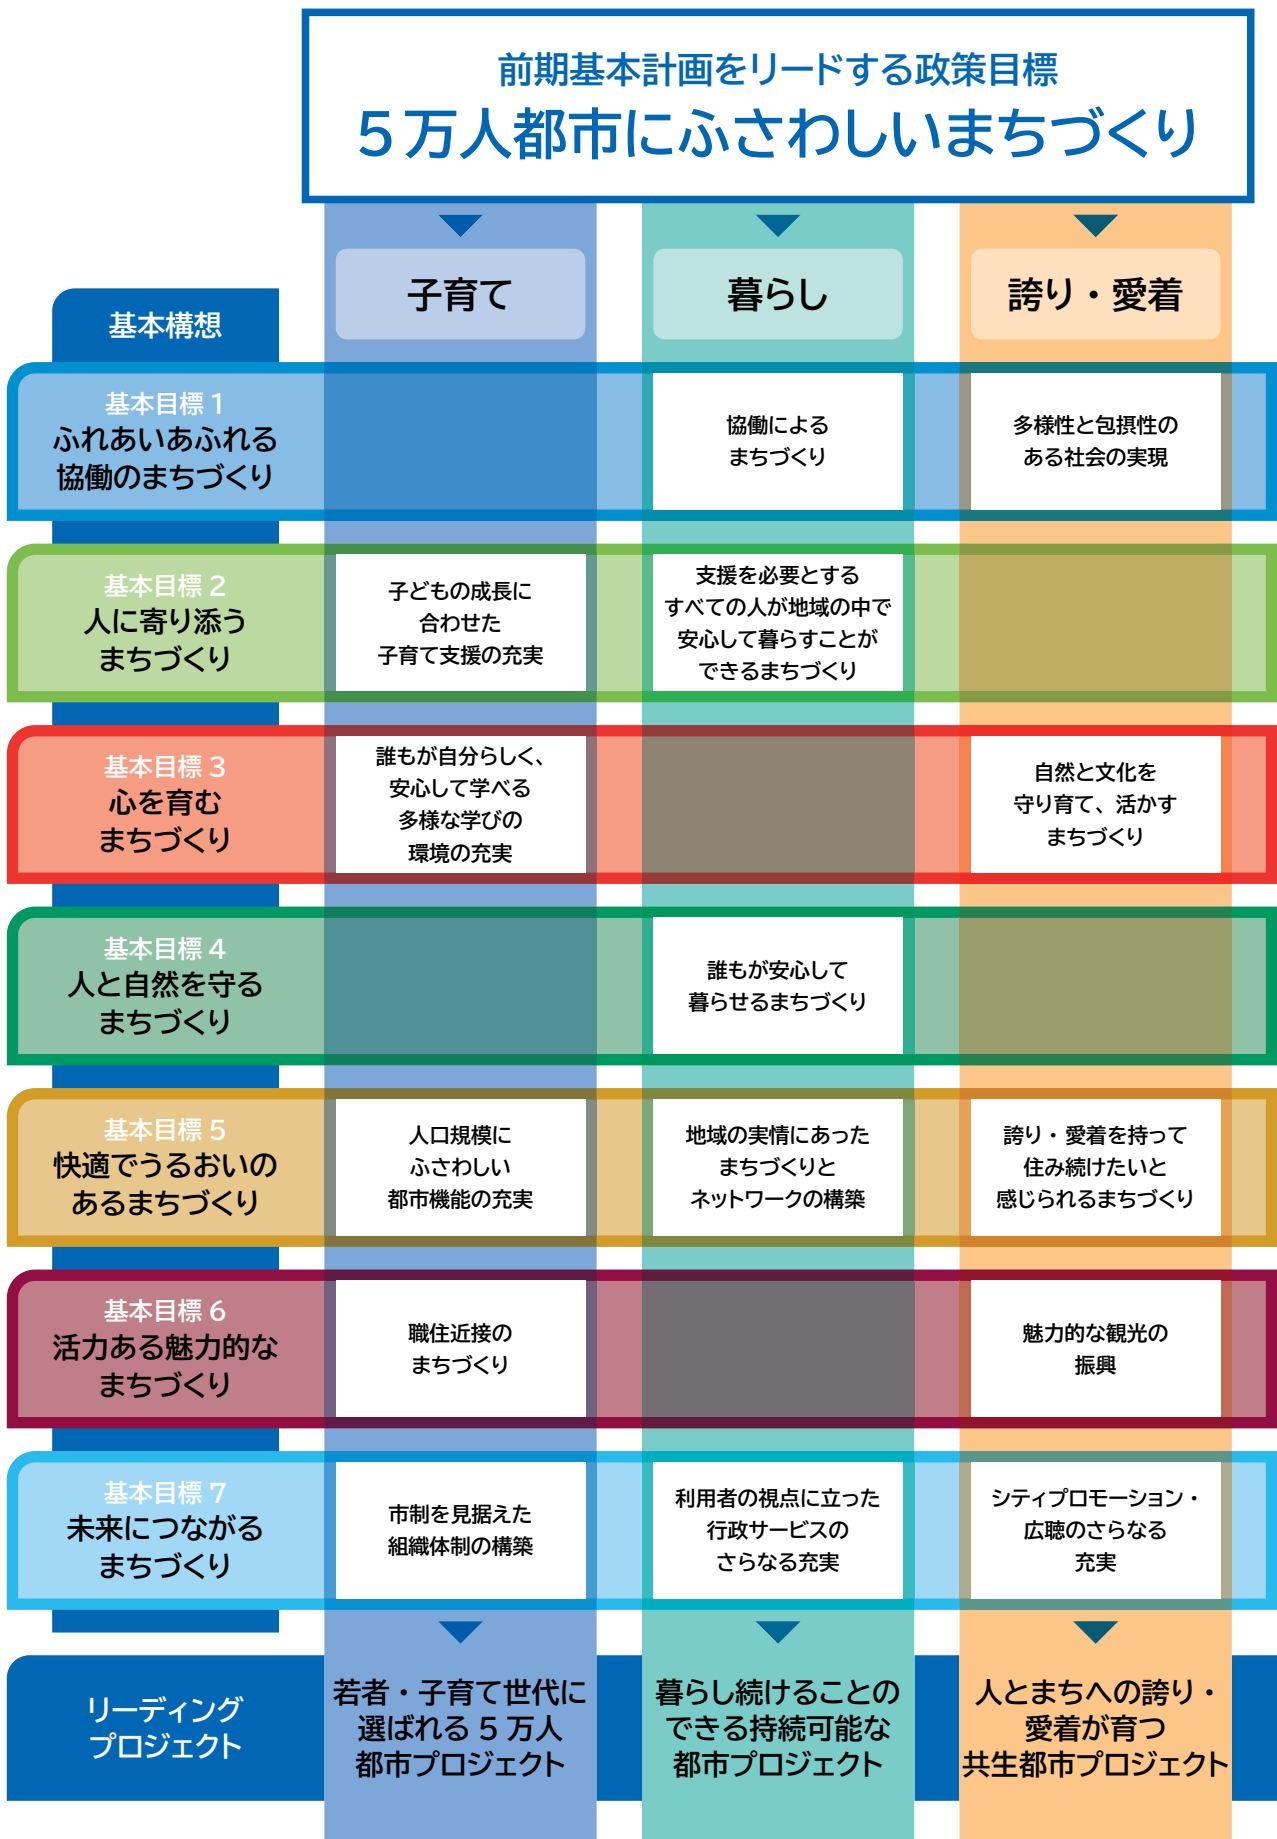 前期基本計画をリードする政策目標
5万人都市にふさわしいまちづくり
子育て
暮らし
誇り・愛着
基本構想
基本目標1
ふれあいあふれる
協働のまちづくり
協働による
まちづくり
多様性と包摂性の
ある社会の実現
基本目標2
人に寄り添う
まちづくり
子どもの成長に
合わせた
子育て支援の充実
支援を必要とする
すべての人が地域の中で
安心して暮らすことが
できるまちづくり
基本目標3
心を育む
まちづくり
誰もが自分らしく、
安心して学べる
多様な学びの
環境の充実
自然と文化を
守り育て、活かす
まちづくり
基本目標4
人と自然を守る
まちづくり
誰もが安心して
暮らせるまちづくり
基本目標5
快適でうるおいの
あるまちづくり
人口規模に
ふさわしい
都市機能の充実
地域の実情にあった
まちづくりと
ネットワークの構築
誇り・愛着を持って
住み続けたいと
感じられるまちづくり
基本目標6
活力ある魅力的な
まちづくり
職住近接の
まちづくり
魅力的な観光の
振興
基本目標7
未来につながる
まちづくり
市制を見据えた
組織体制の構築
利用者の視点に立った
行政サービスの
さらなる充実
シティプロモーション・
広聴のさらなる
充実
リーディング
プロジェクト
若者・子育て世代に
選ばれる5万人
都市プロジェクト
暮らし続けることの
できる持続可能な
都市プロジェクト
人とまちへの誇り・
愛着が育つ
共生都市プロジェクト